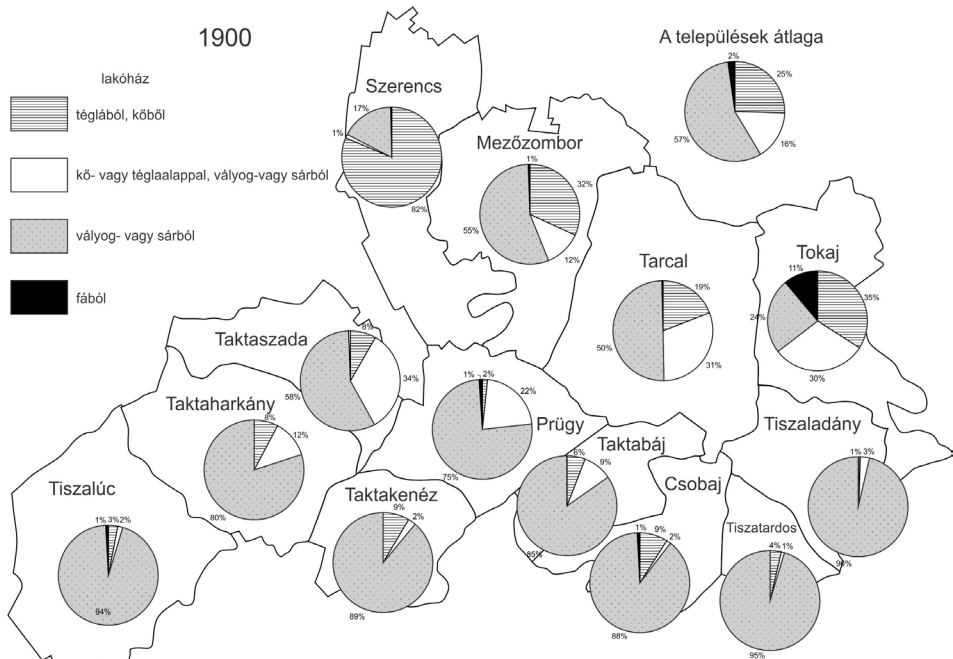 1900
lakóház
téglából, kőből
kő- vagy téglaalappal, vályog-vagy sárból
vályog- vagy sárból
fából
A települések átlaga
2%
25%
57%
16%
Szerencs
17%
1%
82%
Mezőzombor
1%
32%
55%
12%
Tarcal
19%
50%
31%
Tokaj
11%
35%
24%
30%
Taktaszada
8%
34%
58%
Taktaharkány
8%
12%
80%
Prügy
1%
2%
22%
75%
Taktabáj
6%
9%
85%
Csobaj
1%
9%
2%
88%
Tiszaladány
1%
3%
Tiszatardos
4%
1%
95%
Taktakenéz
9%
2%
89%
Tiszalúc
1%
3%
2%
94%